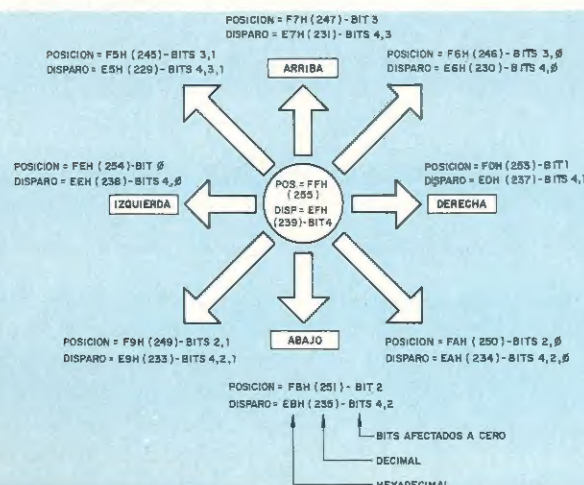 POSICION = F7H (247)-BIT 3
DISPARO = E7H (231)-BITS 4,3
POSICION = F5H (245)-BITS 3,1
DISPARO = E5H (229)-BITS 4,3,1
ARRIBA
POSICION = F6H (246)-BITS 3,Ø
DISPARO = E6H (230)-BITS 4,Ø
POSICION = FEH (254)-BIT Ø
DISPARO = EEH (238)-BITS 4,Ø
IZQUIERDA
POS.= FFH
(255)
DISP= EFH
(239)-BIT4
POSICION = FDH (253)-BIT1
DISPARO = EDH (237)-BITS 4,1
DERECHA
POSICION = F9H (249)-BITS 2,1
DISPARO = E9H (233)-BITS 4,2,1
ABAJO
POSICION = FAH (250)-BITS 2,Ø
DISPARO = EAH (234)-BITS 4,2,Ø
POSICION = FBH (251) - BIT 2
DISPARO = EBH (235)-BITS 4,2
BITS AFECTADOS A CERO
DECIMAL
HEXADECIMAL